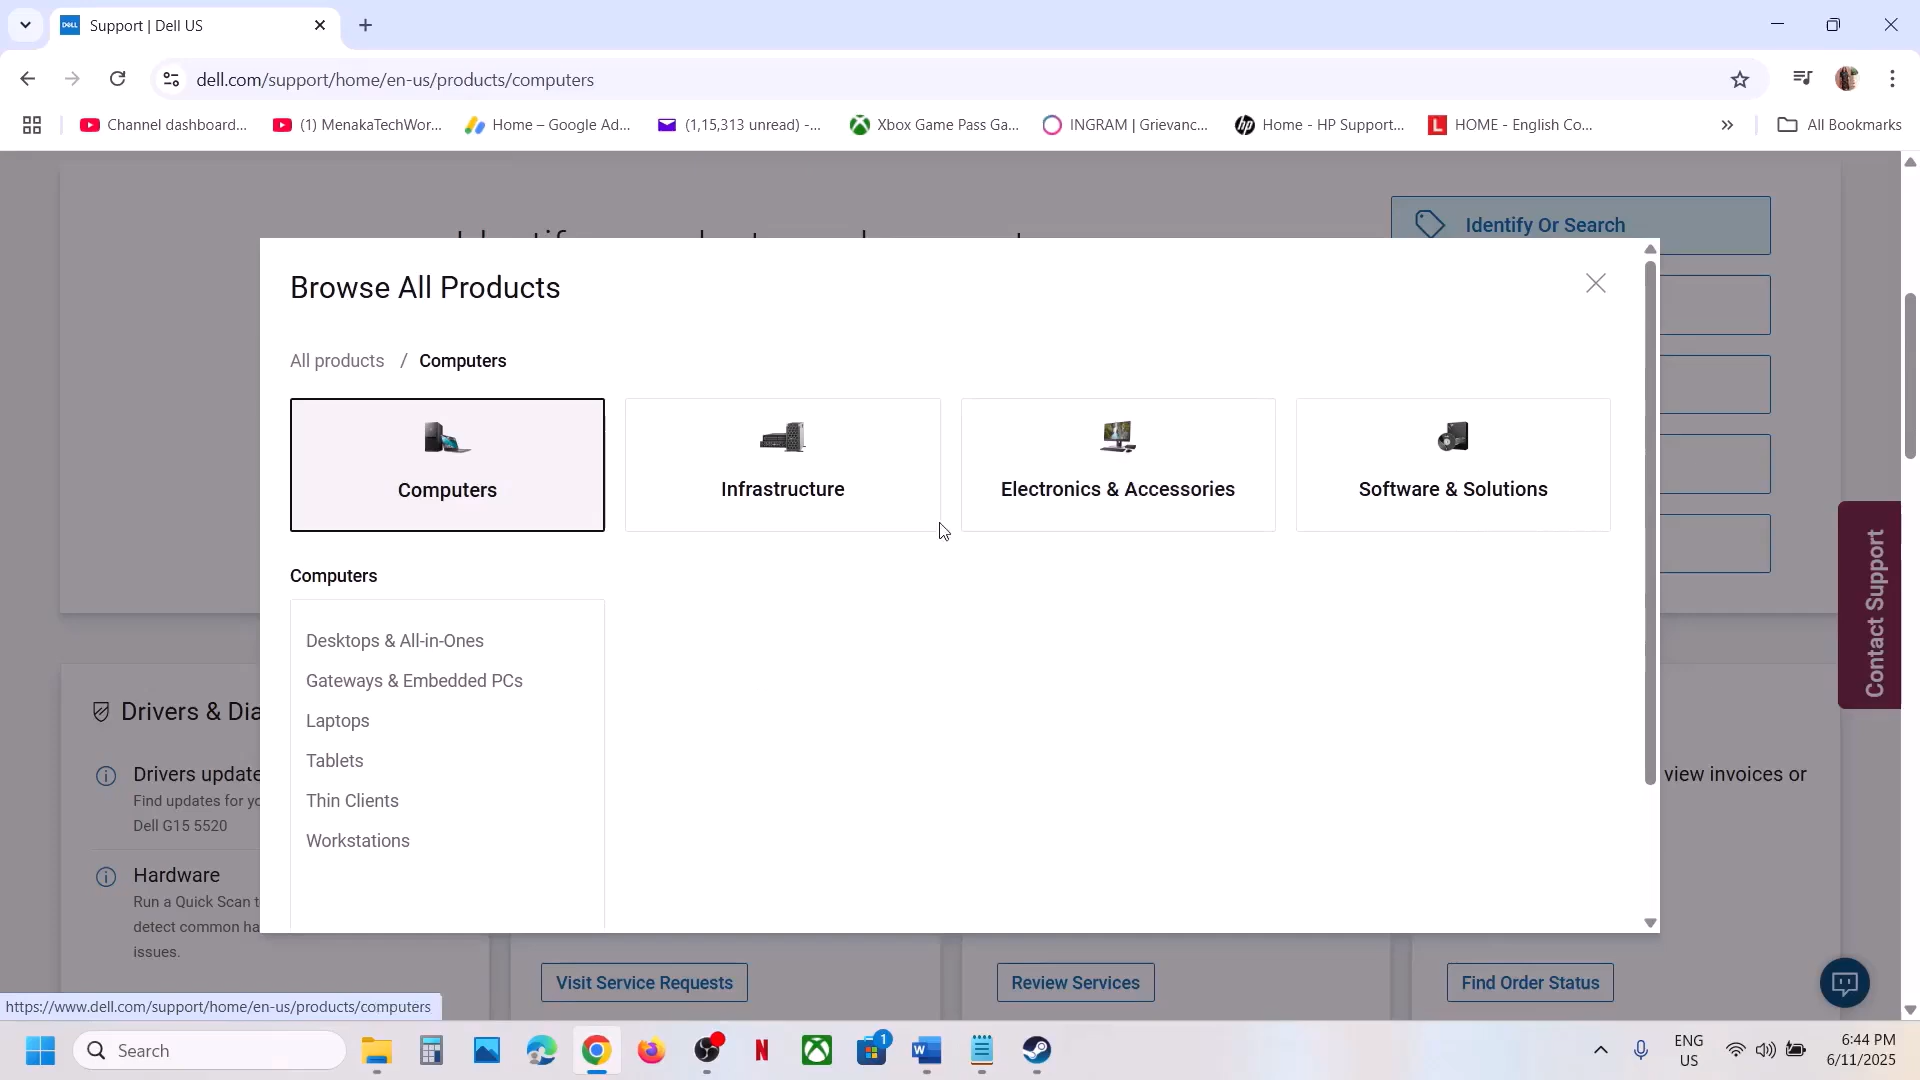 Support | Dell US
dell.com/support/home/en-us/products/computers
Channel dashboard...
(1) MenakaTechWor...
Home – Google Ad...
(1,15,313 unread) -...
Xbox Game Pass Ga...
INGRAM | Grievanc...
Home - HP Support...
HOME - English Co...
All Bookmarks
Identify Or Search
Browse All Products
All products / Computers
Computers
Infrastructure
Electronics & Accessories
Software & Solutions
Computers
Desktops & All-in-Ones
Gateways & Embedded PCs
Laptops
Tablets
Thin Clients
Workstations
Contact Support
Drivers & Dia
Drivers update
Find updates for yo
Dell G15 5520
Hardware
Run a Quick Scan t
detect common ha
issues.
view invoices or
Visit Service Requests
Review Services
Find Order Status
https://www.dell.com/support/home/en-us/products/computers
Search
1
ENG
US
6:44 PM
6/11/2025